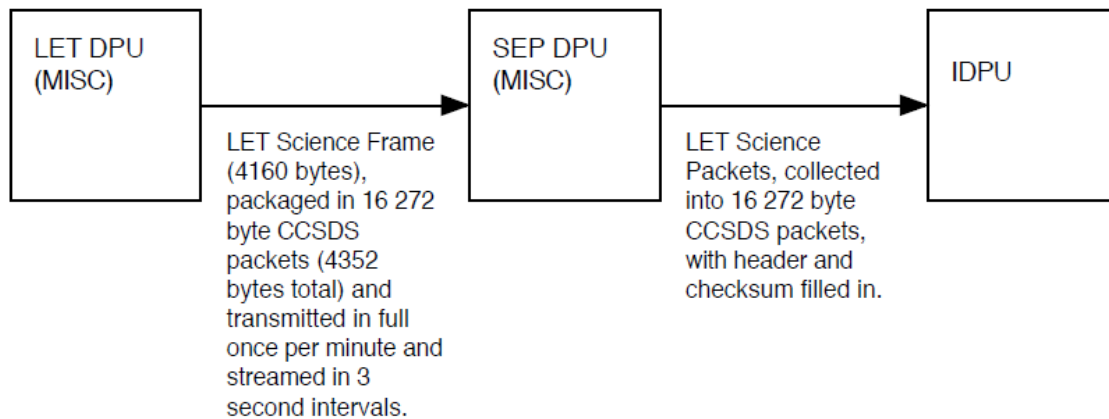 LET DPU
(MISC)
SEP DPU
(MISC)
IDPU
LET Science Frame
(4160 bytes),
packaged in 16 272
byte CCSDS
packets (4352
bytes total) and
transmitted in full
once per minute and
streamed in 3
second intervals.
LET Science
Packets, collected
into 16 272 byte
CCSDS packets,
with header and
checksum filled in.